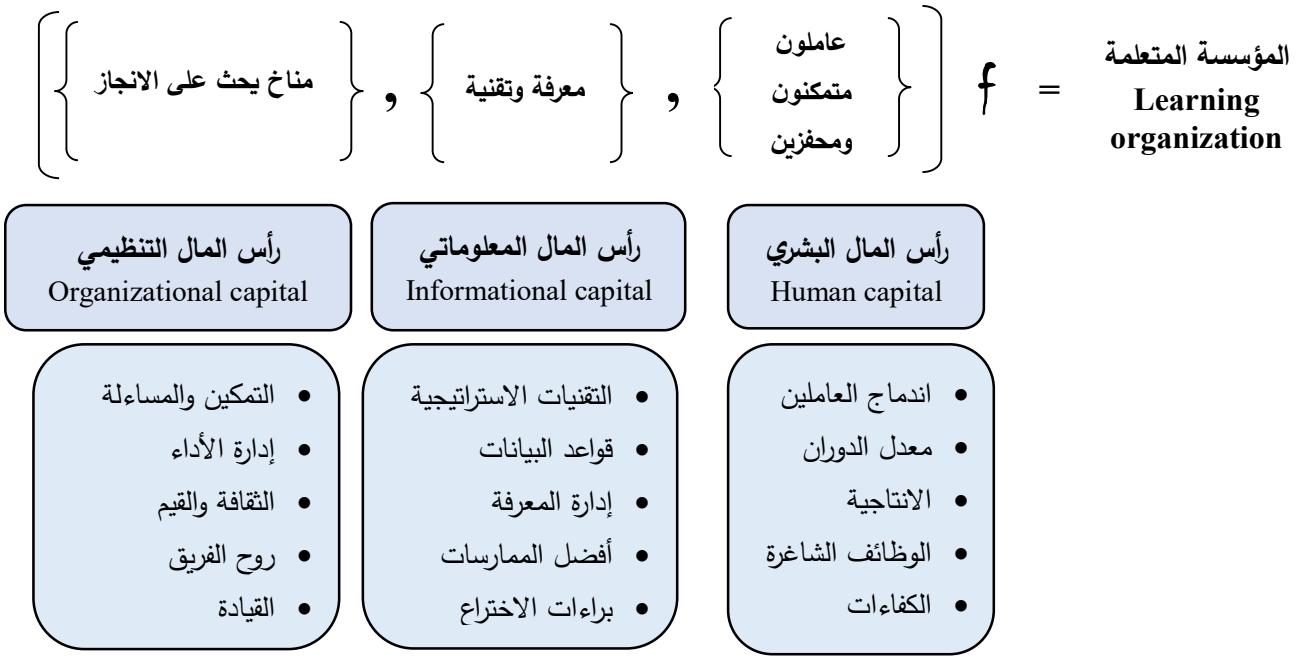 المؤسسة المتعلمة
Learning
organization
=
f
عاملون
متمكنون
ومحفزين
,
معرفة وتقنية
,
مناخ يحث على الانجاز
رأس المال البشري
Human capital
رأس المال المعلوماتي
Informational capital
رأس المال التنظيمي
Organizational capital
• اندماج العاملين
• معدل الدوران
• الانتاجية
• الوظائف الشاغرة
• الكفاءات
• التقنيات الاستراتيجية
• قواعد البيانات
• إدارة المعرفة
• أفضل الممارسات
• براءات الاختراع
• التمكين والمساءلة
• إدارة الأداء
• الثقافة والقيم
• روح الفريق
• القيادة